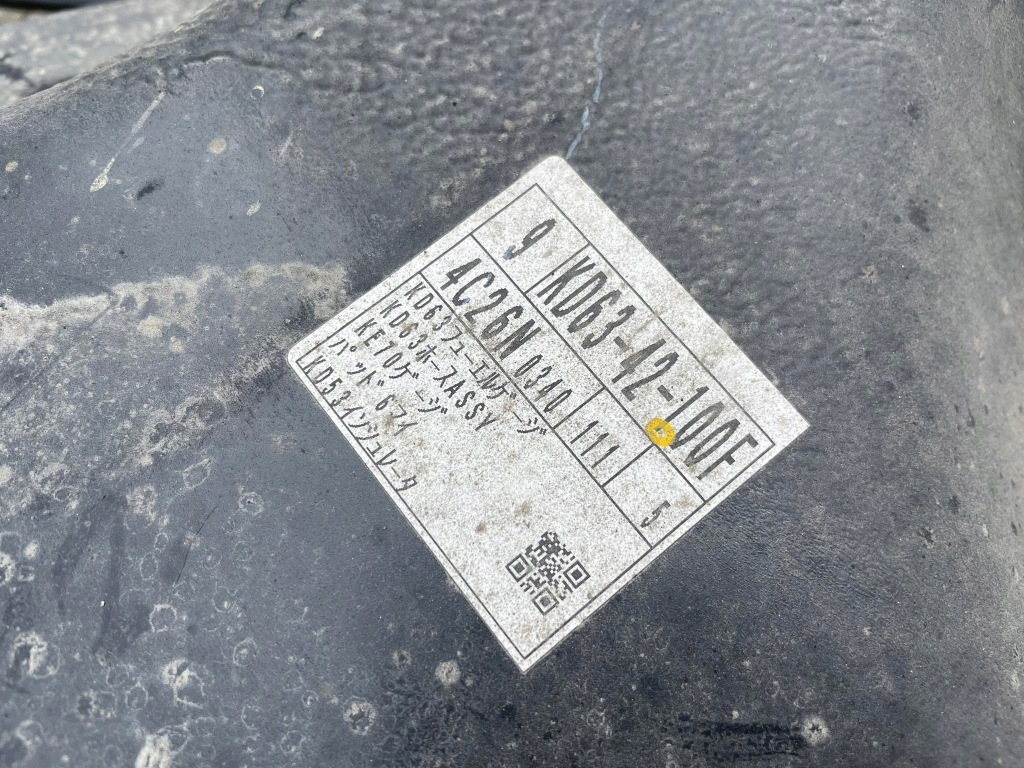 9 KD63-42-100F
4C26N 0340 111 5
KD63フューエルゲージ
KD63ホースASSY
KE70ゲージ
パッド6マイ
KD53インシュレータ